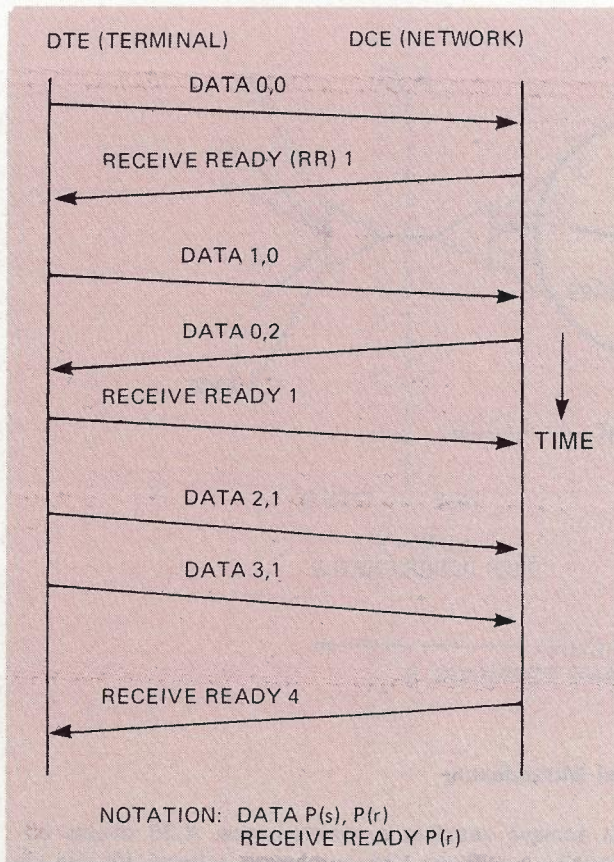 DTE (TERMINAL) DCE (NETWORK)
DATA 0,0
RECEIVE READY (RR) 1
DATA 1,0
DATA 0,2
RECEIVE READY 1
TIME
DATA 2,1
DATA 3,1
RECEIVE READY 4
NOTATION: DATA P(s), P(r)
RECEIVE READY P(r)